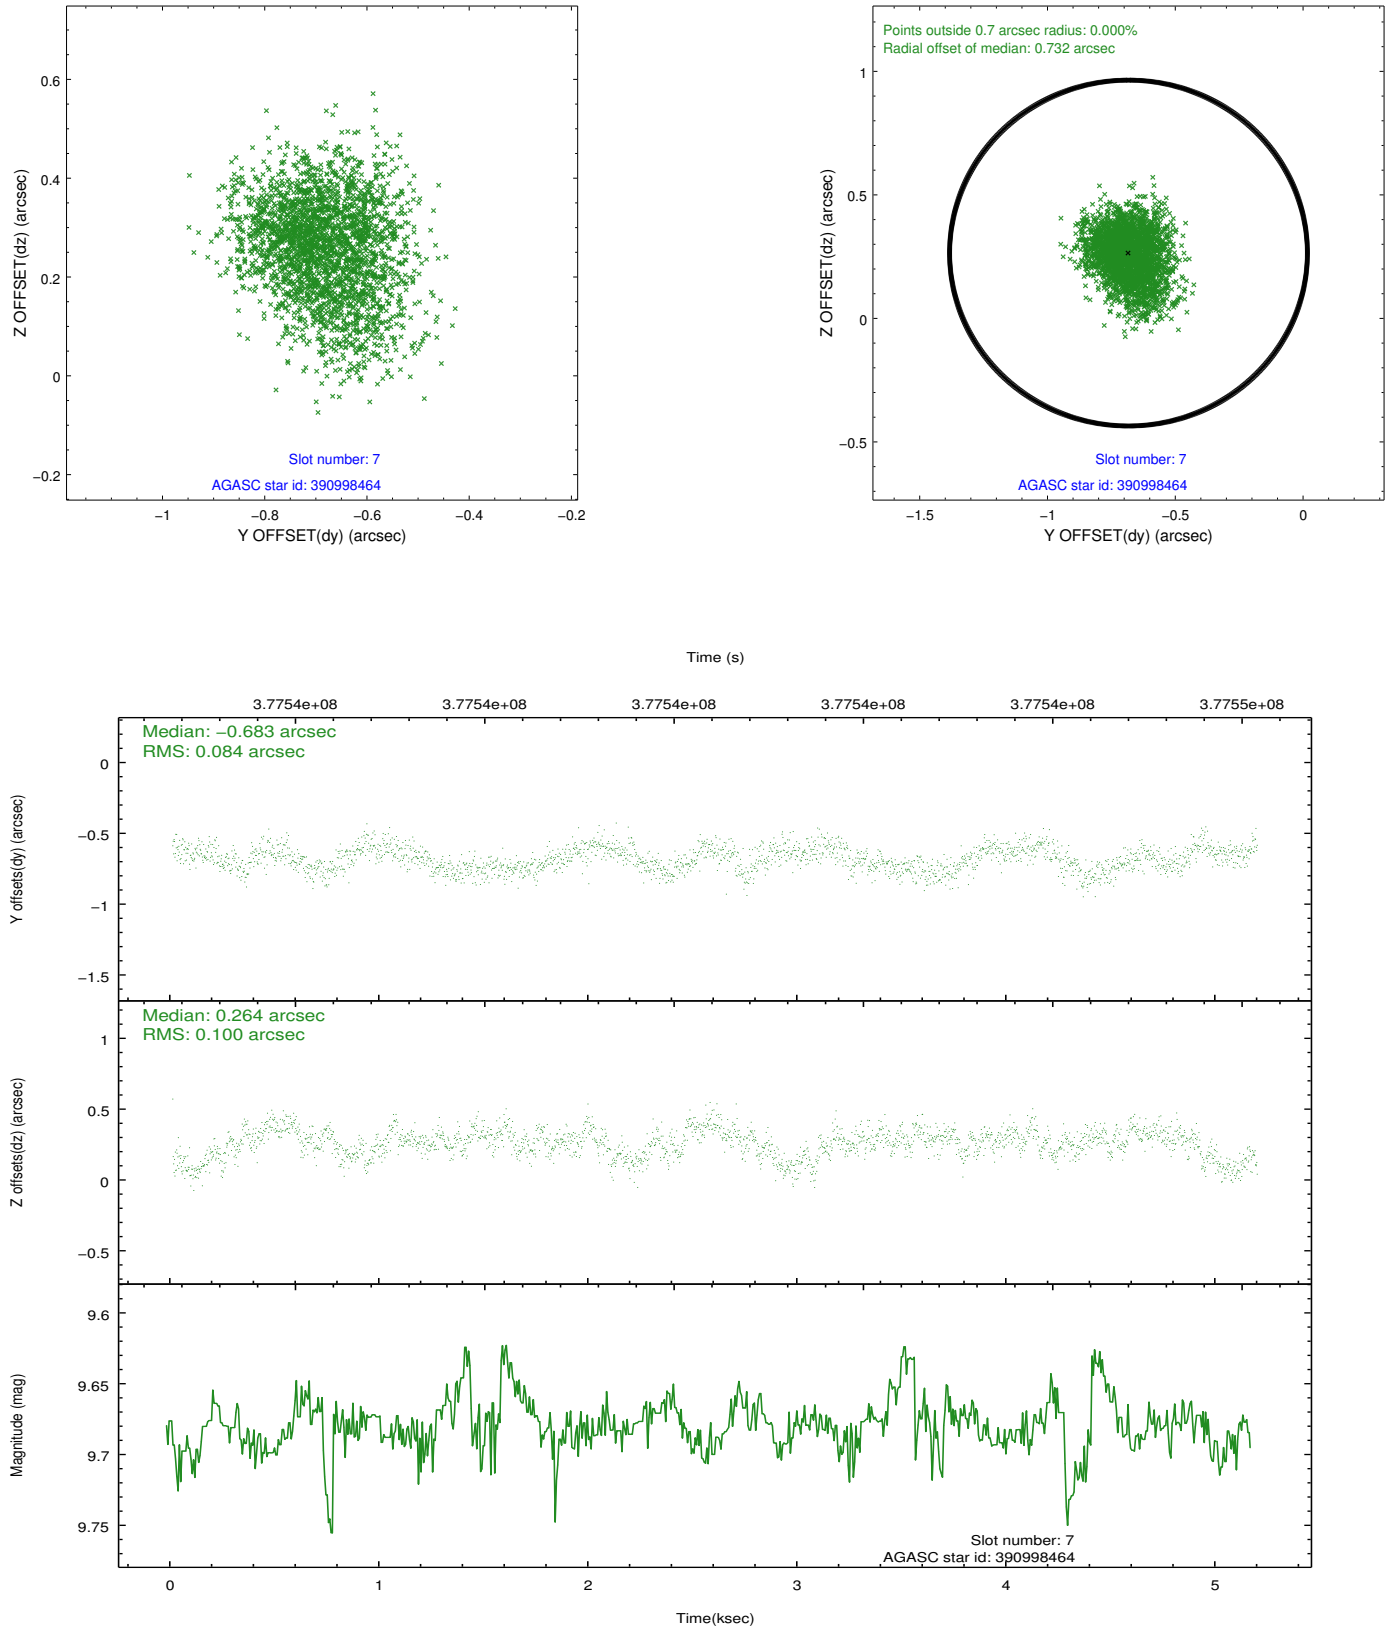 0.6
0.4
0.2
0
−0.2
Z OFFSET(dz) (arcsec)
Slot number: 7
AGASC star id: 390998464
−1
−0.8
−0.6
−0.4
−0.2
Y OFFSET(dy) (arcsec)
Points outside 0.7 arcsec radius: 0.000%
Radial offset of median: 0.732 arcsec
1
0.5
0
−0.5
Z OFFSET(dz) (arcsec)
Slot number: 7
AGASC star id: 390998464
−1.5
−1
−0.5
0
Y OFFSET(dy) (arcsec)
Time (s)
3.7754e+08
3.7754e+08
3.7754e+08
3.7754e+08
3.7754e+08
3.7755e+08
Median: −0.683 arcsec
RMS: 0.084 arcsec
0
−0.5
−1
−1.5
Y offsets(dy) (arcsec)
Median: 0.264 arcsec
RMS: 0.100 arcsec
1
0.5
0
−0.5
Z offsets(dz) (arcsec)
9.6
9.65
9.7
9.75
Magnitude (mag)
Slot number: 7
AGASC star id: 390998464
0
1
2
3
4
5
Time(ksec)